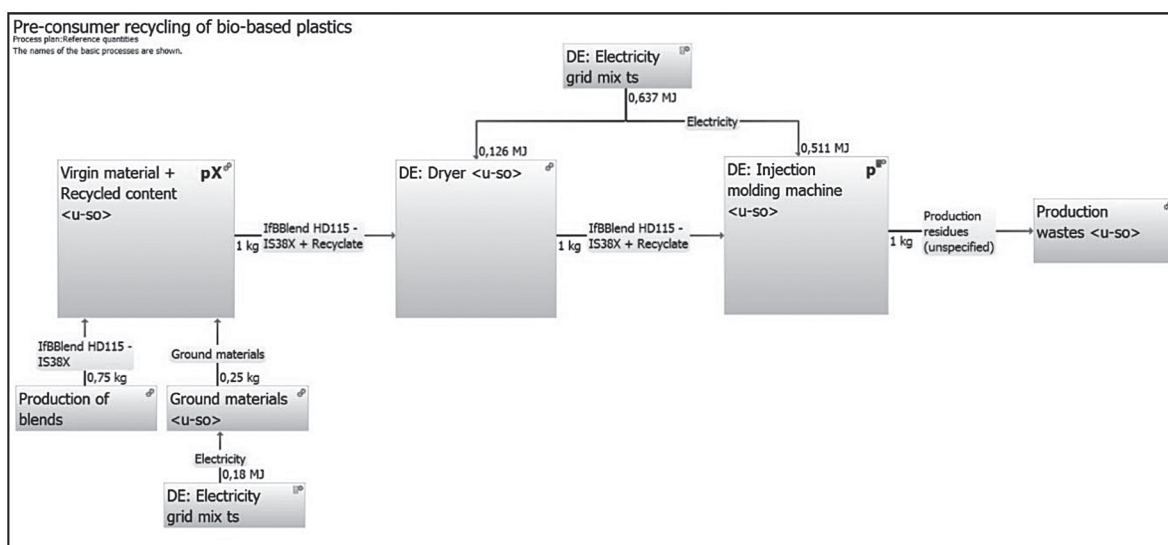 Pre-consumer recycling of bio-based plastics
Process plan:Reference quantities
The names of the basic processes are shown.
DE: Electricity
grid mix ts
0,637 MJ
Electricity
0,126 MJ
0,511 MJ
Virgin material +
Recycled content
<u-so>
pX
IfBBlend HD115 -
IS38X + Recyclate
1 kg
DE: Dryer <u-so>
IfBBlend HD115 -
IS38X + Recyclate
1 kg
DE: Injection
molding machine
<u-so>
p
Production
residues
(unspecified)
1 kg
Production
wastes <u-so>
IfBBlend HD115 -
IS38X
0,75 kg
Production of
blends
Ground materials
0,25 kg
Ground materials
<u-so>
Electricity
0,18 MJ
DE: Electricity
grid mix ts